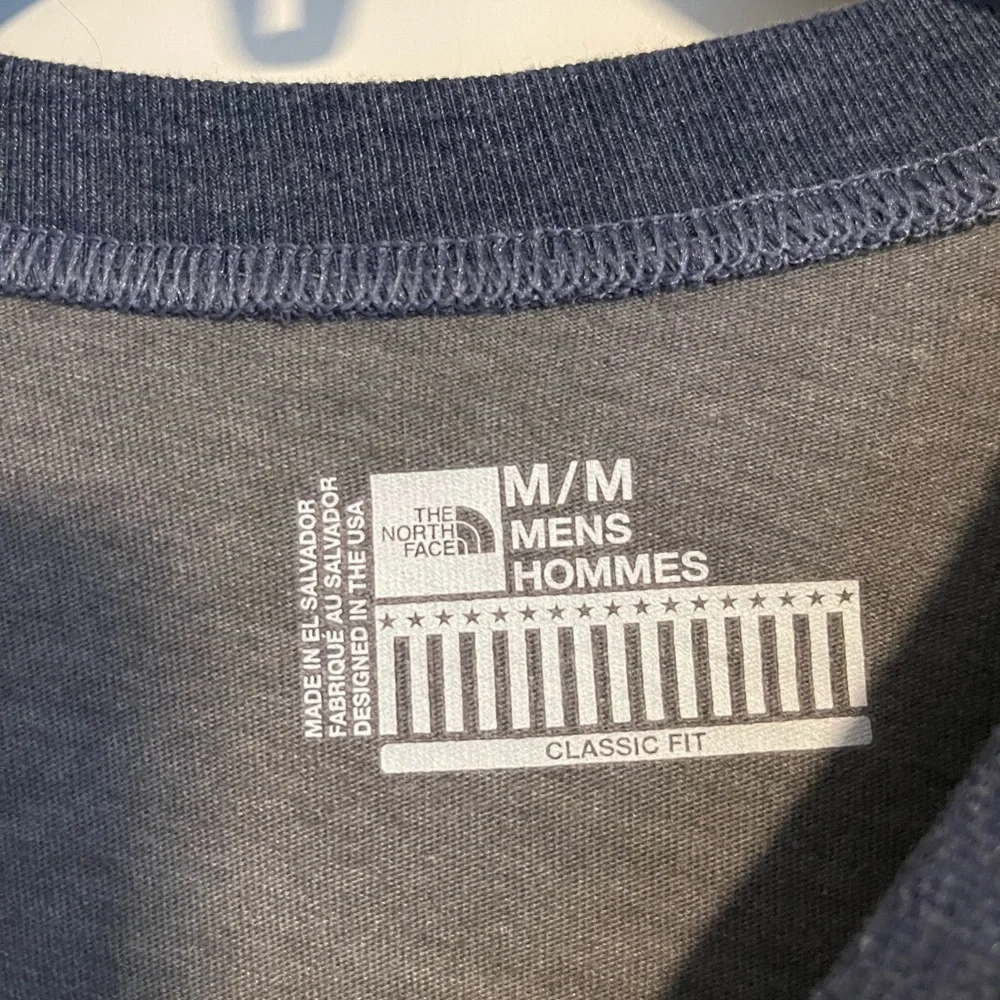 MADE IN EL SALVADOR
FABRIQUÉ AU SALVADOR
DESIGNED IN THE USA
THE
NORTH
FACE
M/M
MENS
HOMMES
CLASSIC FIT